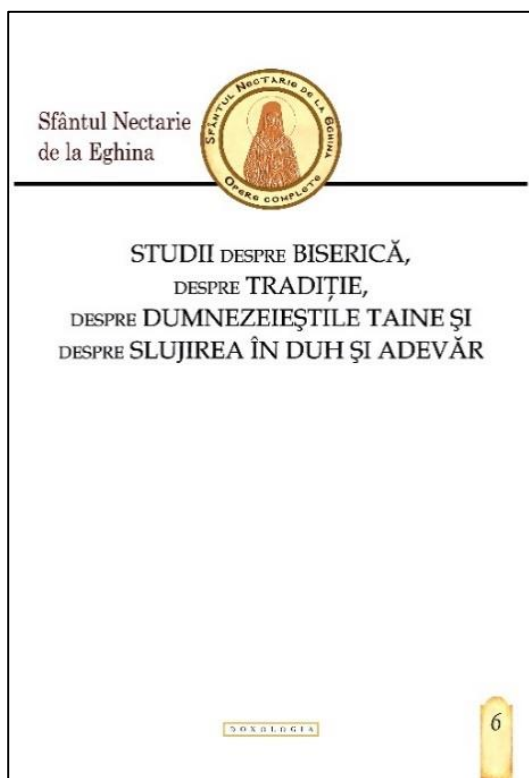 Sfântul Nectarie
de la Eghina
SFÂNTUL NECTARIE DE LA EGHINA
OPERE COMPLETE
STUDII DESPRE BISERICĂ,
DESPRE TRADIȚIE,
DESPRE DUMNEZEIEŞTILE TAINE ŞI
DESPRE SLUJIREA ÎN DUH ŞI ADEVĂR
DOXOLOGIA
6